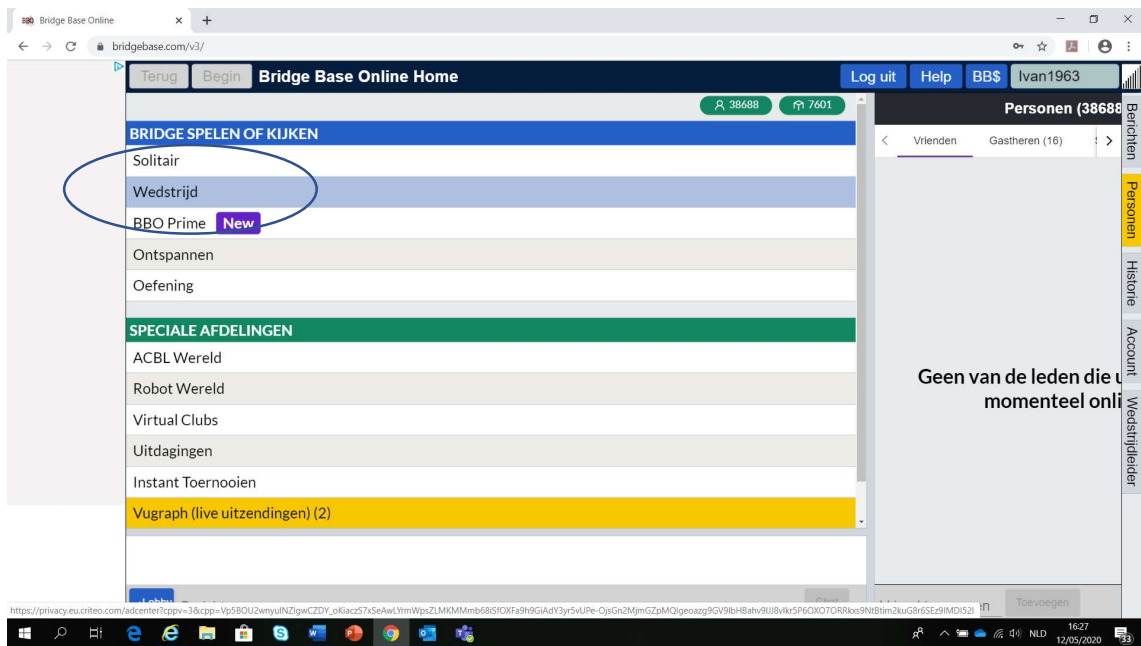 Bridge Base Online
bridgebase.com/v3/
Terug Begin Bridge Base Online Home Log uit Help BB$ Ivan1963
38688 7601
BRIDGE SPELEN OF KIJKEN
Solitair
Wedstrijd
BBO Prime New
Ontspannen
Oefening
SPECIALE AFDELINGEN
ACBL Wereld
Robot Wereld
Virtual Clubs
Uitdagingen
Instant Toernooien
Vugraph (live uitzendingen) (2)
Personen (38688
Vrienden Gastheren (16)
Geen van de leden die u
momenteel onli
Berichten
Personen
Historie
Account
Wedstrijdleider
Toevoegen
NLD
16:27
12/05/2020
33